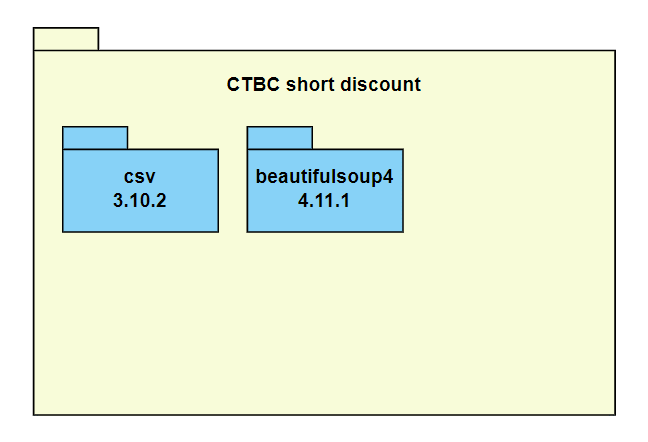 CTBC short discount
csv
3.10.2
beautifulsoup4
4.11.1